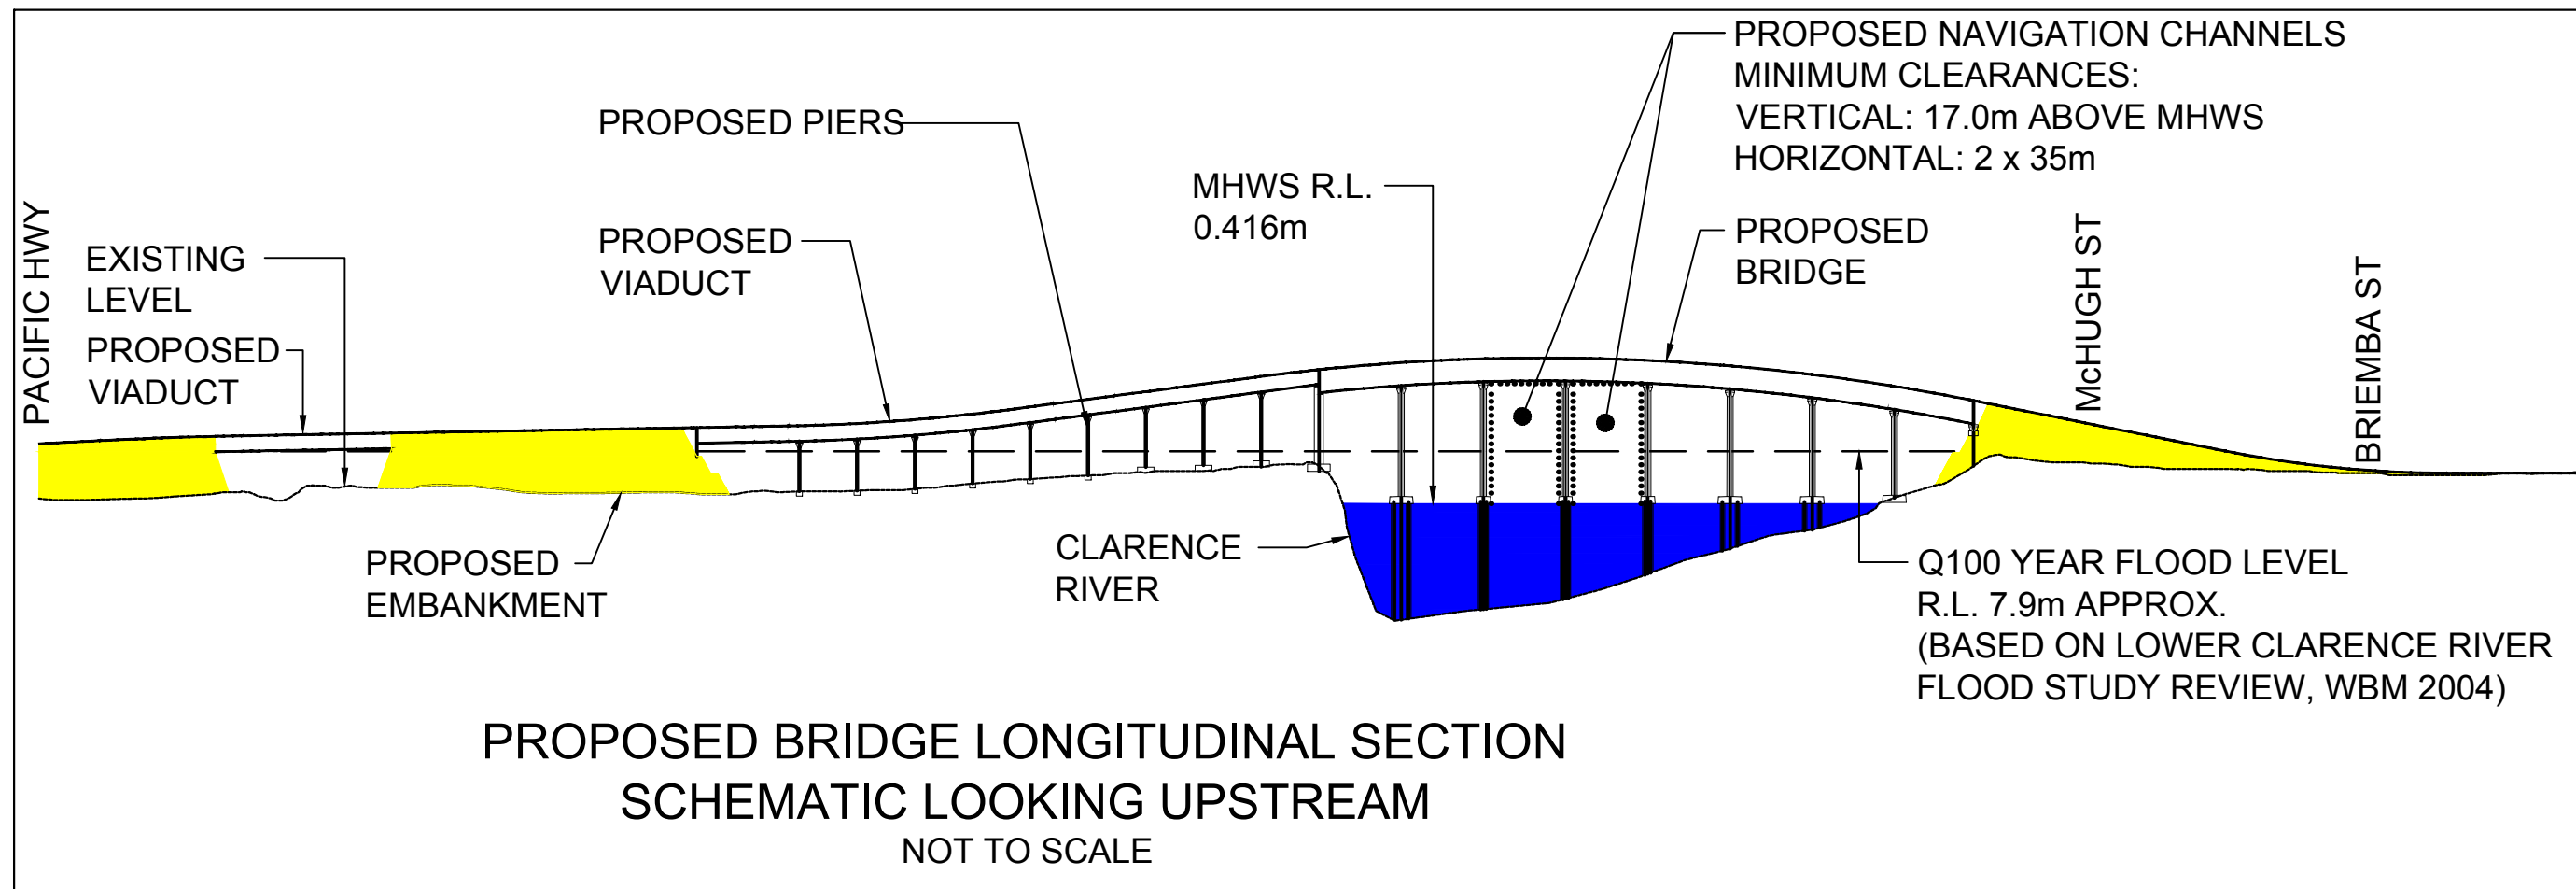 PROPOSED NAVIGATION CHANNELS
MINIMUM CLEARANCES:
VERTICAL: 17.0m ABOVE MHWS
HORIZONTAL: 2 x 35m
PROPOSED PIERS
MHWS R.L.
0.416m
PACIFIC HWY
EXISTING
LEVEL
PROPOSED
VIADUCT
PROPOSED
VIADUCT
PROPOSED
BRIDGE
McHUGH ST
BRIEMBA ST
PROPOSED
EMBANKMENT
CLARENCE
RIVER
Q100 YEAR FLOOD LEVEL
R.L. 7.9m APPROX.
(BASED ON LOWER CLARENCE RIVER
FLOOD STUDY REVIEW, WBM 2004)
PROPOSED BRIDGE LONGITUDINAL SECTION
SCHEMATIC LOOKING UPSTREAM
NOT TO SCALE